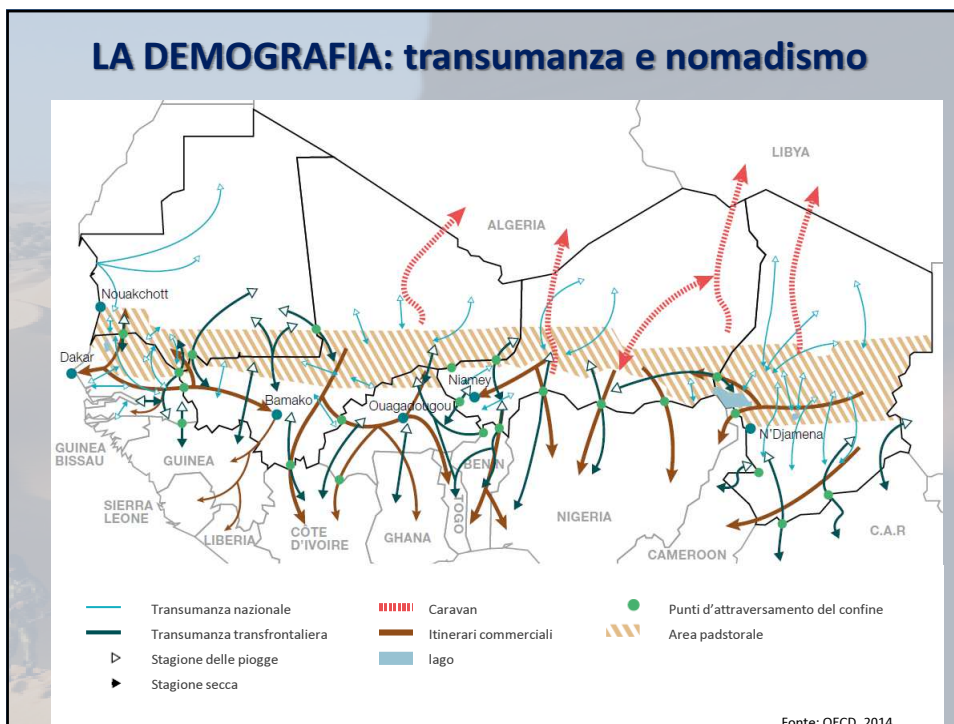 LA DEMOGRAFIA: transumanza e nomadismo
LIBYA
ALGERIA
Nouakchott
Dakar
Bamako
Niamey
Ouagadougou
N'Djamena
GUINEA
BISSAU
GUINEA
BENIN
SIERRA
LEONE
TOGO
NIGERIA
LIBERIA
CÔTE
D'IVOIRE
GHANA
C.A.R
CAMEROON
Transumanza nazionale
Caravan
Punti d'attraversamento del confine
Transumanza transfrontaliera
Itinerari commerciali
Area padstorale
Stagione delle piogge
lago
Stagione secca
Fonte: OECD, 2014